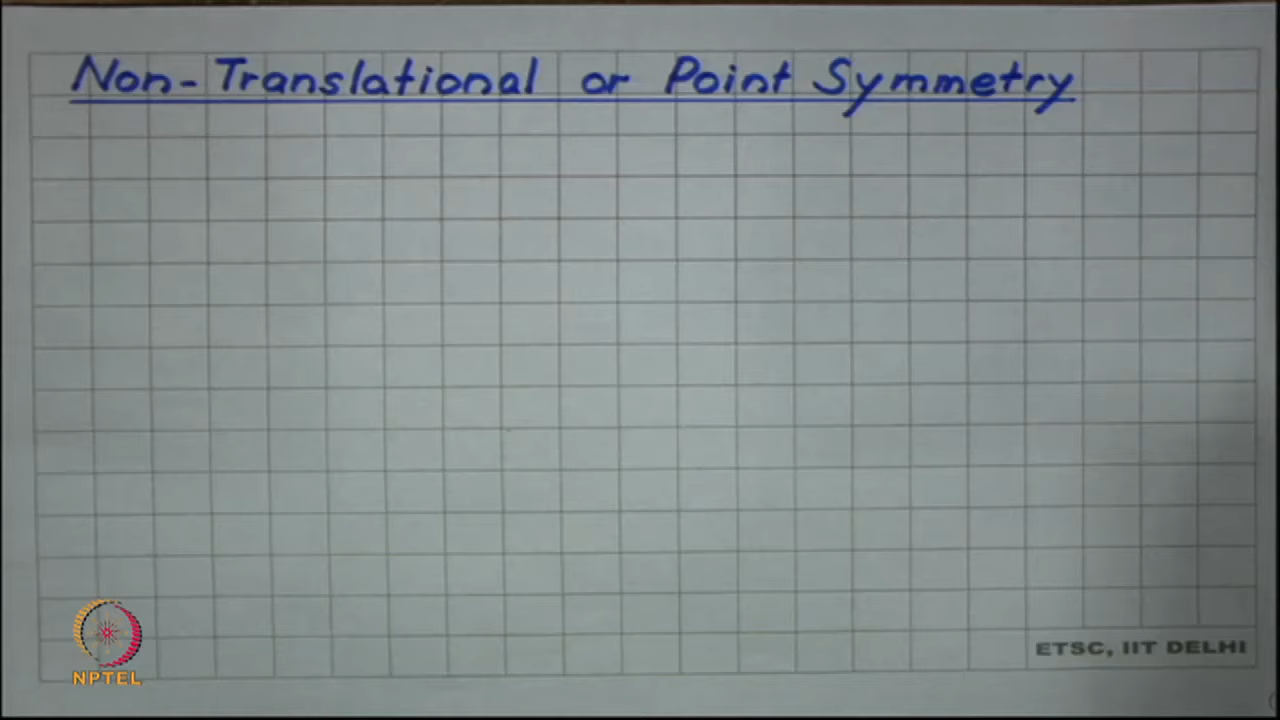 Non-Translational or Point Symmetry
NPTEL
ETSC, IIT DELHI